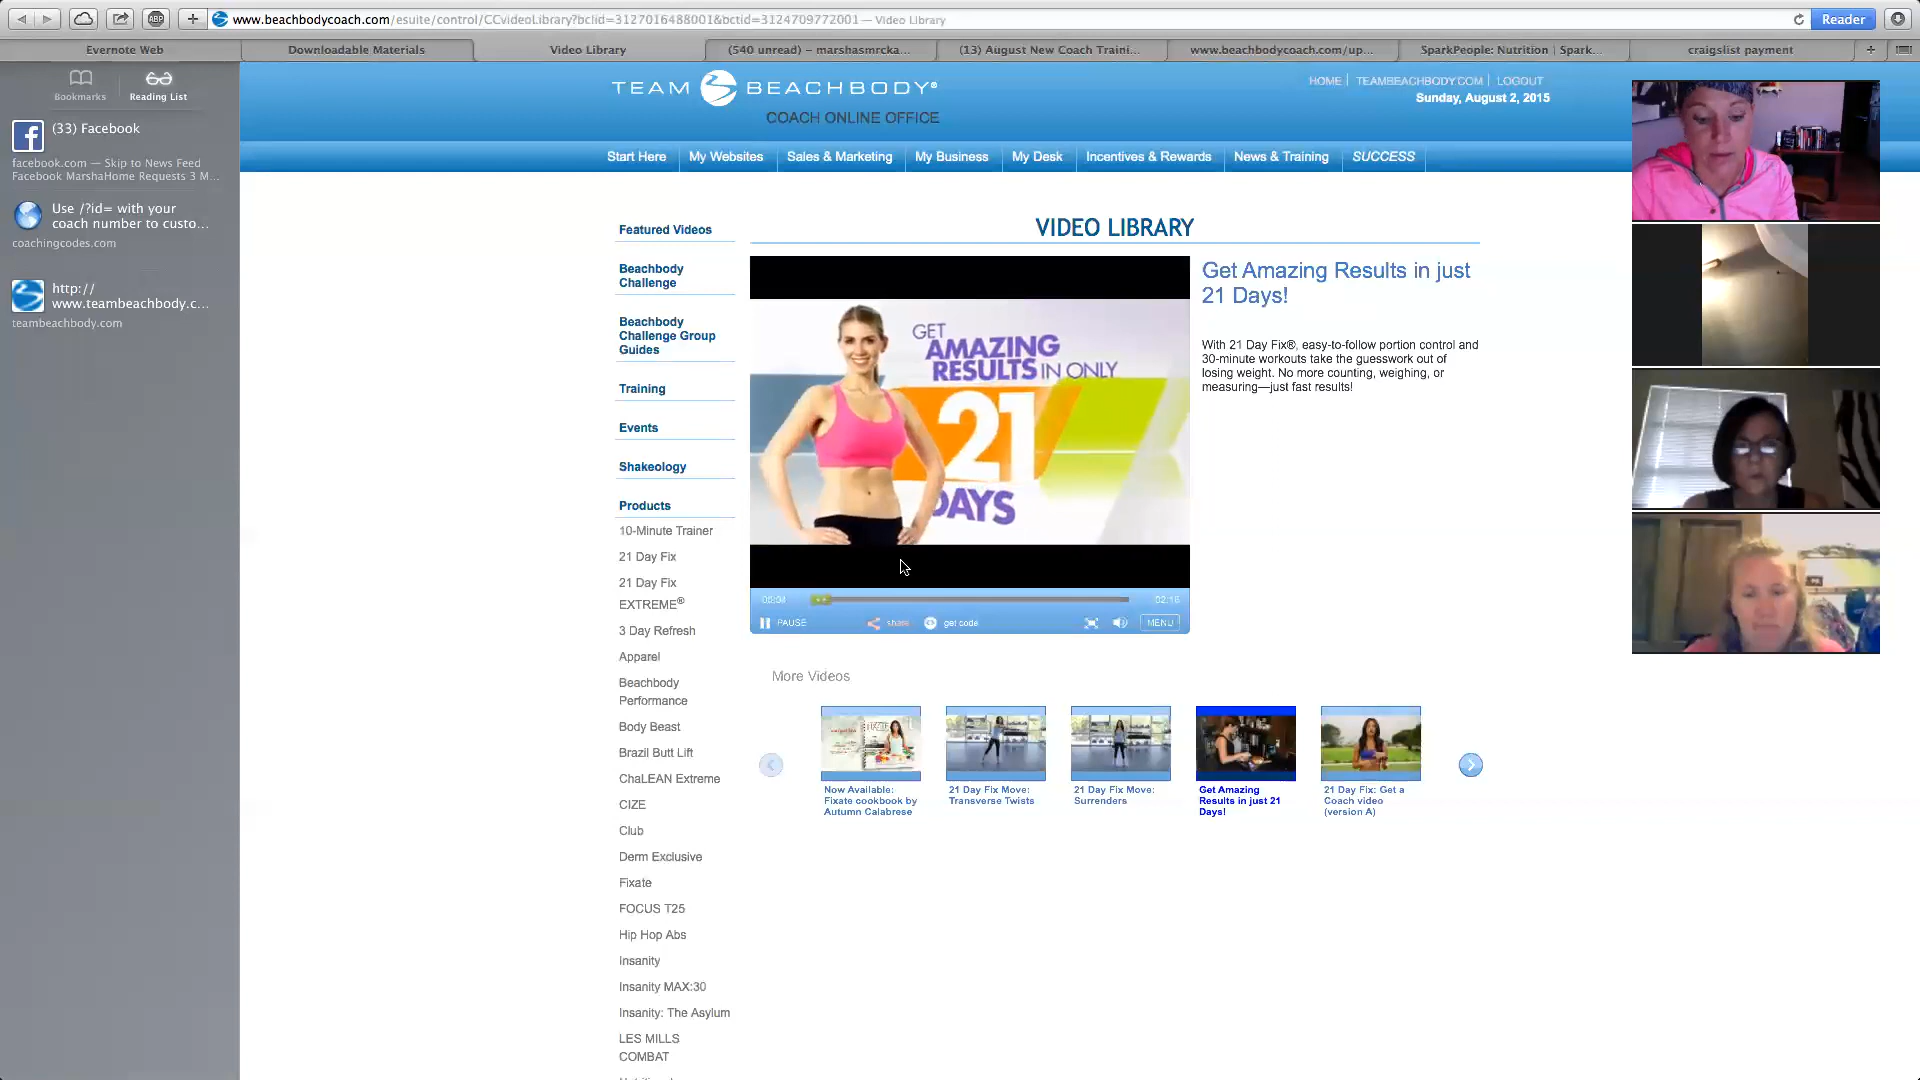 www.beachbodycoach.com/esuite/control/CCvideoLibrary?bclid=3127016488001&bctid=3124709772001 — Video Library
Reader
ABP
Evernote Web
Downloadable Materials
Video Library
(540 unread) – marshasmrcka...
(13) August New Coach Traini...
www.beachbodycoach.com/up...
SparkPeople: Nutrition | Spark...
craigslist payment
Bookmarks
Reading List
(33) Facebook
facebook.com — Skip to News Feed
Facebook MarshaHome Requests 3 M...
Use /?id= with your
coach number to custo...
coachingcodes.com
http://
www.teambeachbody.c...
teambeachbody.com
TEAM BEACHBODY®
COACH ONLINE OFFICE
HOME | TEAMBEACHBODY.COM | LOGOUT
Sunday, August 2, 2015
Start Here
My Websites
Sales & Marketing
My Business
My Desk
Incentives & Rewards
News & Training
SUCCESS
VIDEO LIBRARY
Featured Videos
Beachbody
Challenge
Beachbody
Challenge Group
Guides
Training
Events
Shakeology
Products
10-Minute Trainer
21 Day Fix
21 Day Fix
EXTREME®
3 Day Refresh
Apparel
Beachbody
Performance
Body Beast
Brazil Butt Lift
ChaLEAN Extreme
CIZE
Club
Derm Exclusive
Fixate
FOCUS T25
Hip Hop Abs
Insanity
Insanity MAX:30
Insanity: The Asylum
LES MILLS
COMBAT
GET
AMAZING
RESULTS IN ONLY
21
DAYS
00:04
02:16
PAUSE
share
get code
MENU
Get Amazing Results in just
21 Days!
With 21 Day Fix®, easy-to-follow portion control and
30-minute workouts take the guesswork out of
losing weight. No more counting, weighing, or
measuring—just fast results!
More Videos
Now Available:
Fixate cookbook by
Autumn Calabrese
21 Day Fix Move:
Transverse Twists
21 Day Fix Move:
Surrenders
Get Amazing
Results in just 21
Days!
21 Day Fix: Get a
Coach video
(version A)